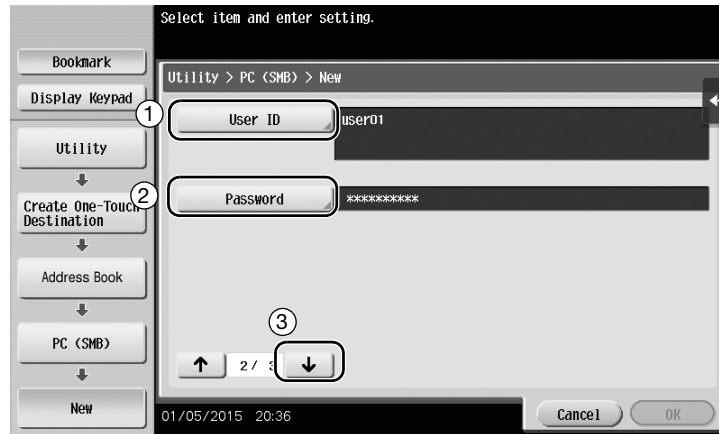 Select item and enter setting.
Bookmark
Display Keypad
Utility
Create One-Touch
Destination
Address Book
PC (SMB)
New
Utility > PC (SMB) > New
1
User ID
user01
2
Password
**********
3
2/ 3
01/05/2015 20:36
Cancel
OK